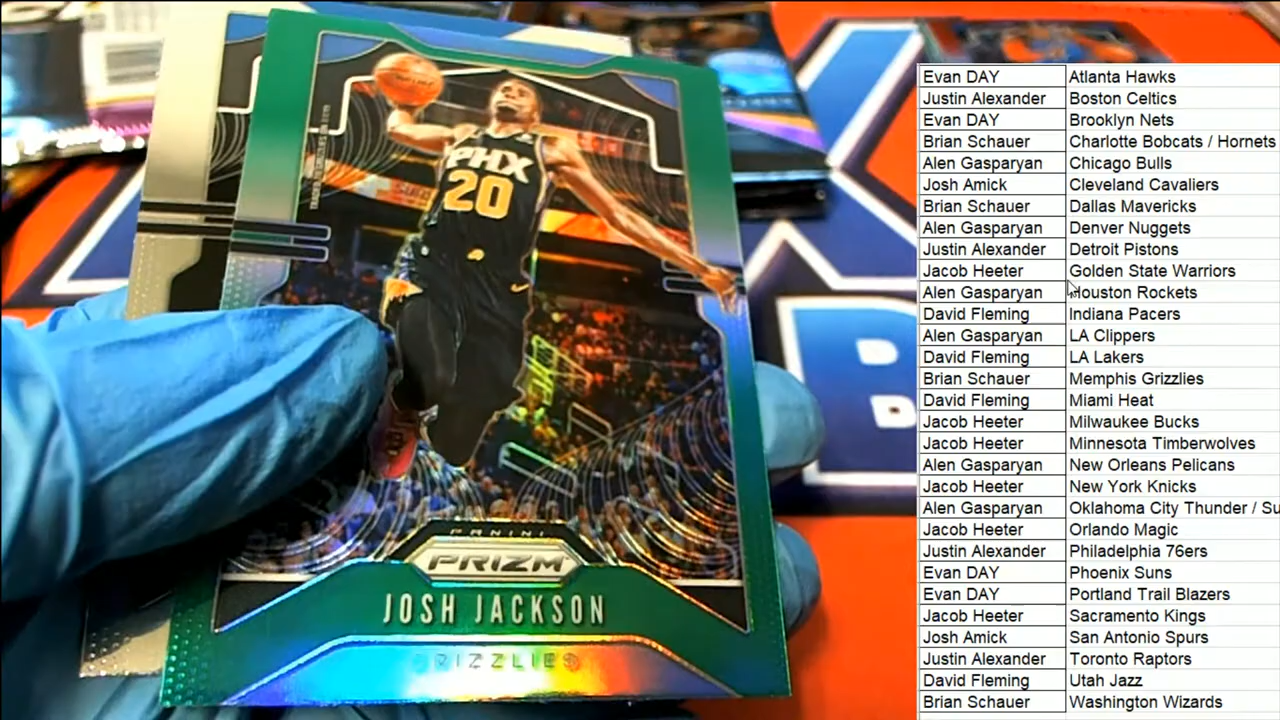 PHX
20
PANINI
PRIZM
JOSH JACKSON
GRIZZLIES
Evan DAY Atlanta Hawks
Justin Alexander Boston Celtics
Evan DAY Brooklyn Nets
Brian Schauer Charlotte Bobcats / Hornets
Alen Gasparyan Chicago Bulls
Josh Amick Cleveland Cavaliers
Brian Schauer Dallas Mavericks
Alen Gasparyan Denver Nuggets
Justin Alexander Detroit Pistons
Jacob Heeter Golden State Warriors
Alen Gasparyan Houston Rockets
David Fleming Indiana Pacers
Alen Gasparyan LA Clippers
David Fleming LA Lakers
Brian Schauer Memphis Grizzlies
David Fleming Miami Heat
Jacob Heeter Milwaukee Bucks
Jacob Heeter Minnesota Timberwolves
Alen Gasparyan New Orleans Pelicans
Jacob Heeter New York Knicks
Alen Gasparyan Oklahoma City Thunder / Su
Jacob Heeter Orlando Magic
Justin Alexander Philadelphia 76ers
Evan DAY Phoenix Suns
Evan DAY Portland Trail Blazers
Jacob Heeter Sacramento Kings
Josh Amick San Antonio Spurs
Justin Alexander Toronto Raptors
David Fleming Utah Jazz
Brian Schauer Washington Wizards